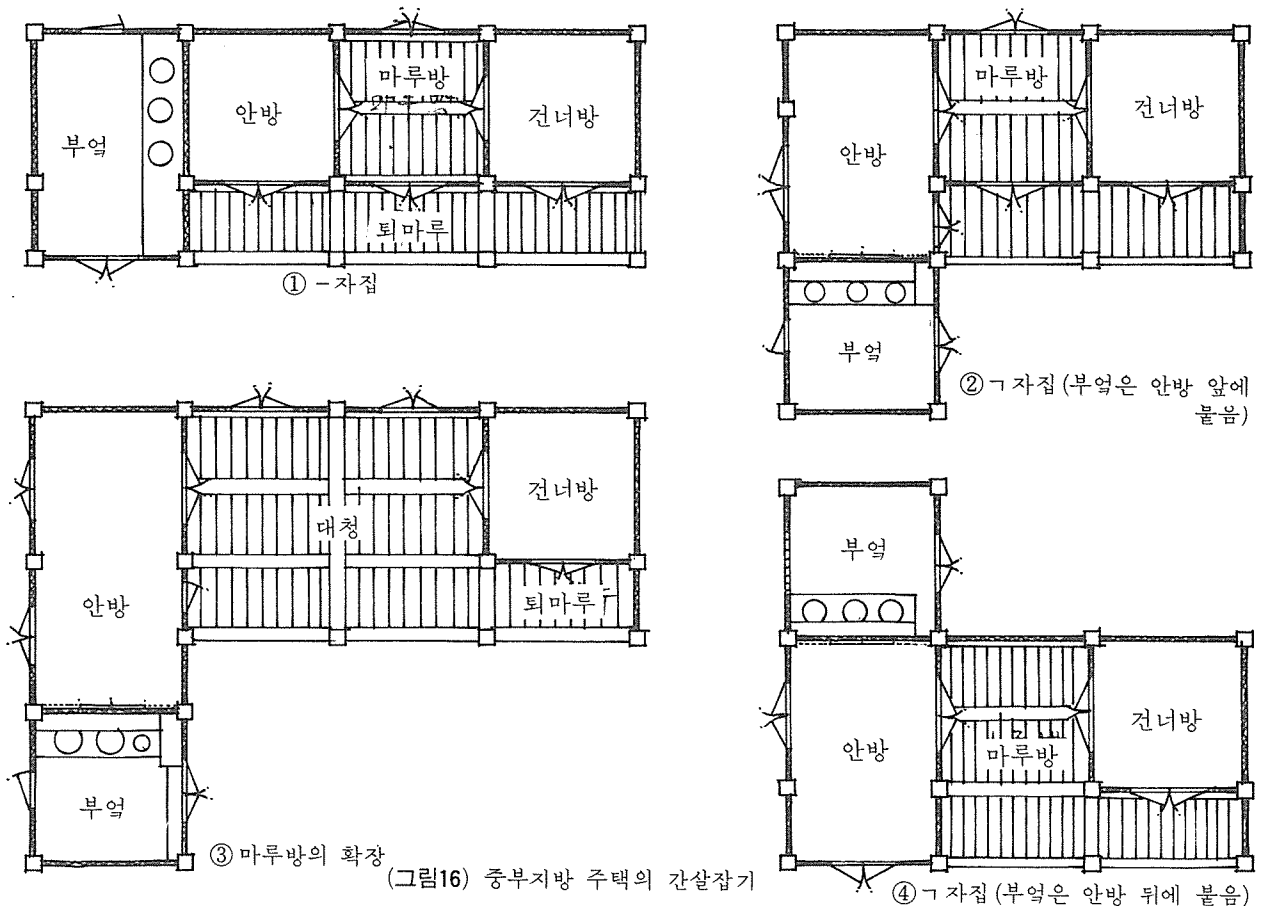 부엌
안방
마루방
건너방
퇴마루
① ㅡ자집
안방
마루방
건너방
부엌
② ㄱ자집(부엌은 안방 앞에
붙음)
안방
대청
건너방
퇴마루
부엌
③ 마루방의 확장
부엌
안방
마루방
건너방
④ ㄱ자집(부엌은 안방 뒤에 붙음)
(그림16) 중부지방 주택의 간살잡기